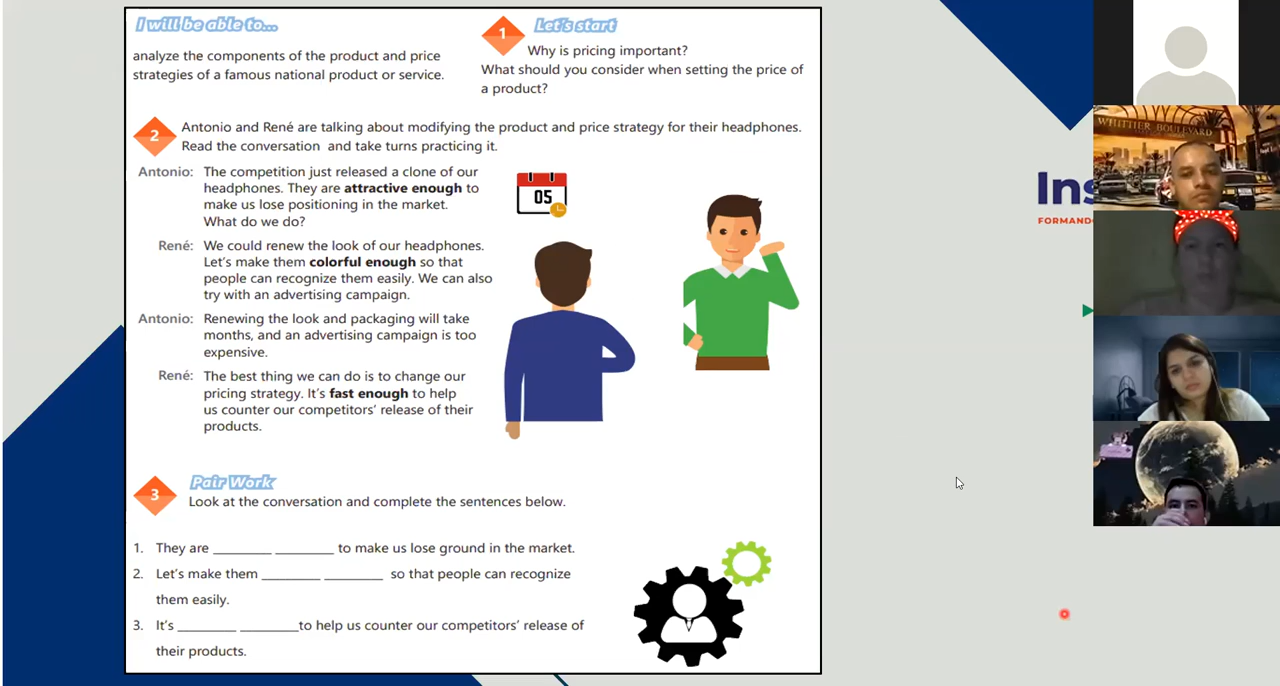 I will be able to...
analyze the components of the product and price
strategies of a famous national product or service.
1 Let's start
Why is pricing important?
What should you consider when setting the price of
a product?
2 Antonio and René are talking about modifying the product and price strategy for their headphones.
Read the conversation and take turns practicing it.
Antonio: The competition just released a clone of our
headphones. They are attractive enough to
make us lose positioning in the market.
What do we do?
René: We could renew the look of our headphones.
Let's make them colorful enough so that
people can recognize them easily. We can also
try with an advertising campaign.
Antonio: Renewing the look and packaging will take
months, and an advertising campaign is too
expensive.
René: The best thing we can do is to change our
pricing strategy. It's fast enough to help
us counter our competitors' release of their
products.
05
3 Pair Work
Look at the conversation and complete the sentences below.
1. They are ________ ________ to make us lose ground in the market.
2. Let's make them ________ ________ so that people can recognize
them easily.
3. It's ________ ________to help us counter our competitors' release of
their products.
Ins
FORMAND
WHITTIER BOULEVARD